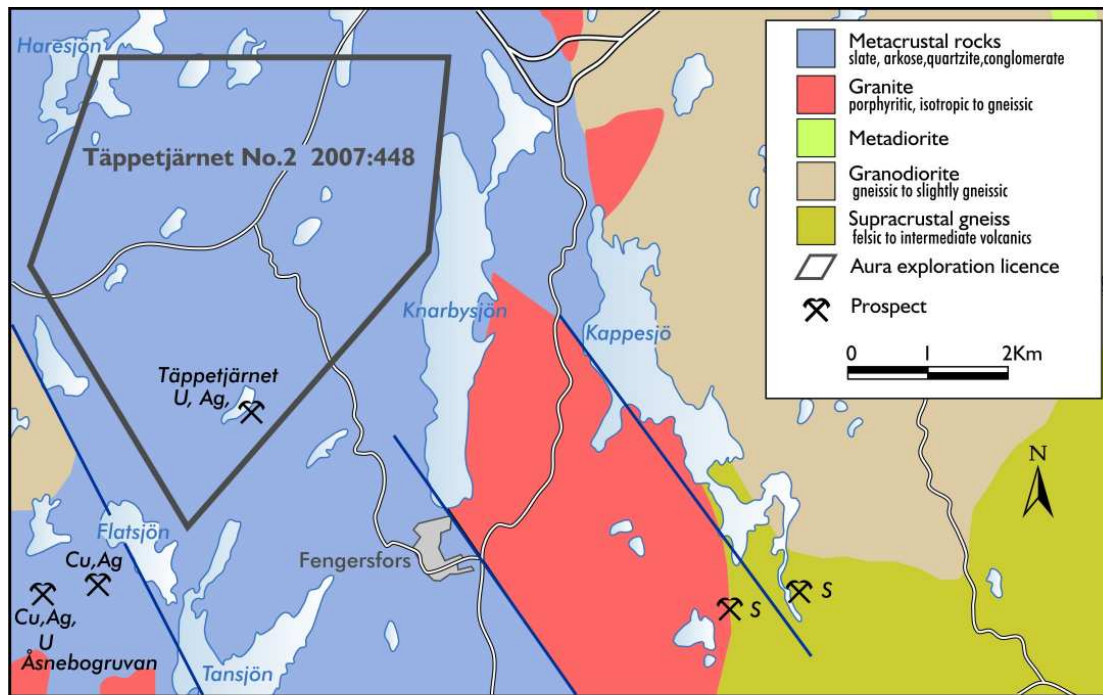 Haresjön
Täppetjärnet No.2 2007:448
Knarbysjön
Kappesjö
Täppetjärnet
U, Ag,
Flatsjön
Cu,Ag
Fengersfors
Cu,Ag,
U
Åsnebogruvan
Tansjön
S
S
Metacrustal rocks
slate, arkose,quartzite,conglomerate
Granite
porphyritic, isotropic to gneissic
Metadiorite
Granodiorite
gneissic to slightly gneissic
Supracrustal gneiss
felsic to intermediate volcanics
Aura exploration licence
Prospect
0 1 2Km
N